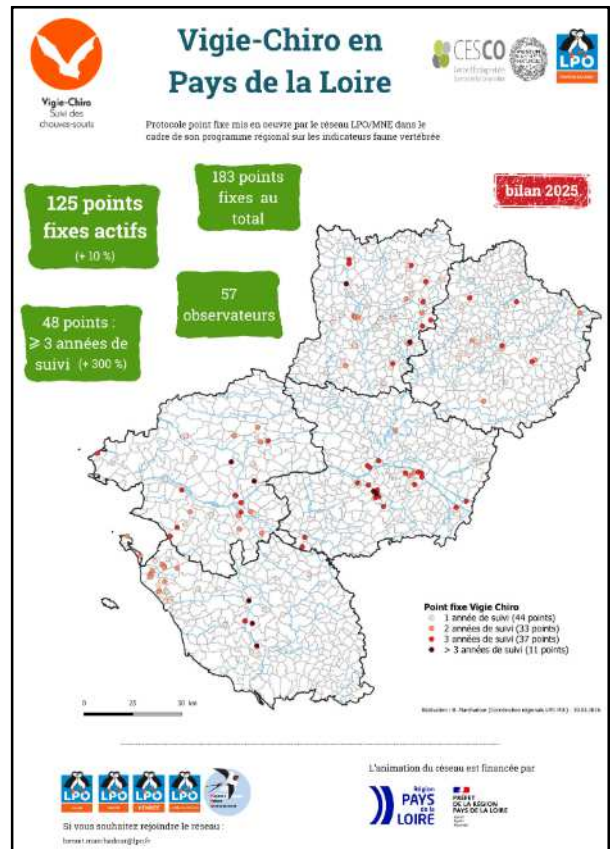 Vigie-Chiro en
Pays de la Loire
Vigie-Chiro
Suivi des
chauves-souris
CESCO
LPO
Protocole point fixe mis en oeuvre par le réseau LPO/MNE dans le
cadre de son programme régional sur les indicateurs faune vertébrée
bilan 2025
125 points
fixes actifs
(+ 10 %)
183 points
fixes au
total
57
observateurs
48 points :
⩾ 3 années de
suivi (+ 300 %)
Point fixe Vigie Chiro
1 année de suivi (44 points)
2 années de suivi (33 points)
3 années de suivi (37 points)
> 3 années de suivi (11 points)
0 25 50 km
LPO
LPO
LPO
LPO
VENDÉE
Si vous souhaitez rejoindre le réseau :
benoit.marchadour@lpo.fr
L'animation du réseau est financée par
Région
PAYS
de la
LOIRE
PRÉFET
DE LA RÉGION
PAYS DE LA LOIRE